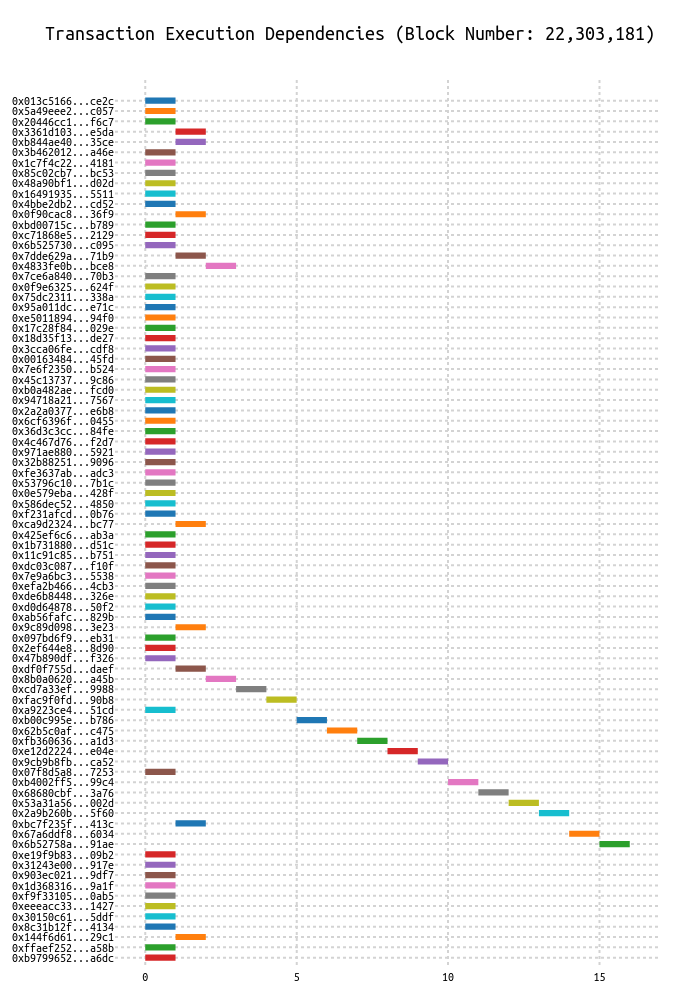 Transaction Execution Dependencies (Block Number: 22,303,181)
0x013c5166...ce2c
0x5a49eee2...c057
0x20446cc1...f6c7
0x3361d103...e5da
0xb844ae40...35ce
0x3b462012...a46e
0x1c7f4c22...4181
0x85c02cb7...bc53
0x48a90bf1...d02d
0x16491935...5511
0x4bbe2db2...cd52
0x0f90cac8...36f9
0xbd00715c...b789
0xc71868e5...2129
0x6b525730...c095
0x7dde629a...71b9
0x4833fe0b...bce8
0x7ce6a840...70b3
0x0f9e6325...624f
0x75dc2311...338a
0x95a011dc...e71c
0xe5011894...94f0
0x17c28f84...029e
0x18d35f13...de27
0x3cca06fe...cdf8
0x00163484...45fd
0x7e6f2350...b524
0x45c13737...9c86
0xb0a482ae...fcd0
0x94718a21...7567
0x2a2a0377...e6b8
0x6cf6396f...0455
0x36d3c3cc...84fe
0x4c467d76...f2d7
0x971ae880...5921
0x32b88251...9096
0xfe3637ab...adc3
0x53796c10...7b1c
0x0e579eba...428f
0x586dec52...4850
0xf231afcd...0b76
0xca9d2324...bc77
0x425ef6c6...ab3a
0x1b731880...d51c
0x11c91c85...b751
0xdc03c087...f10f
0x7e9a6bc3...5538
0xefa2b466...4cb3
0xde6b8448...326e
0xd0d64878...50f2
0xab56fafc...829b
0x9c89d098...3e23
0x097bd6f9...eb31
0x2ef644e8...8d90
0x47b890df...f326
0xdf0f755d...daef
0x8b0a0620...a45b
0xcd7a33ef...9988
0xfac9f0fd...90b8
0xa9223ce4...51cd
0xb00c995e...b786
0x62b5c0af...c475
0xfb360636...a1d3
0xe12d2224...e04e
0x9cb9b8fb...ca52
0x07f8d5a8...7253
0xb4002ff5...99c4
0x68680cbf...3a76
0x53a31a56...002d
0x2a9b260b...5f60
0xbc7f235f...413c
0x67a6ddf8...6034
0x6b52758a...91ae
0xe19f9b83...09b2
0x31243e00...917e
0x903ec021...9df7
0x1d368316...9a1f
0xf9f33105...0ab5
0xeeeacc33...1427
0x30150c61...5ddf
0x8c31b12f...4134
0x144f6d61...29c1
0xffaef252...a58b
0xb9799652...a6dc
0 5 10 15